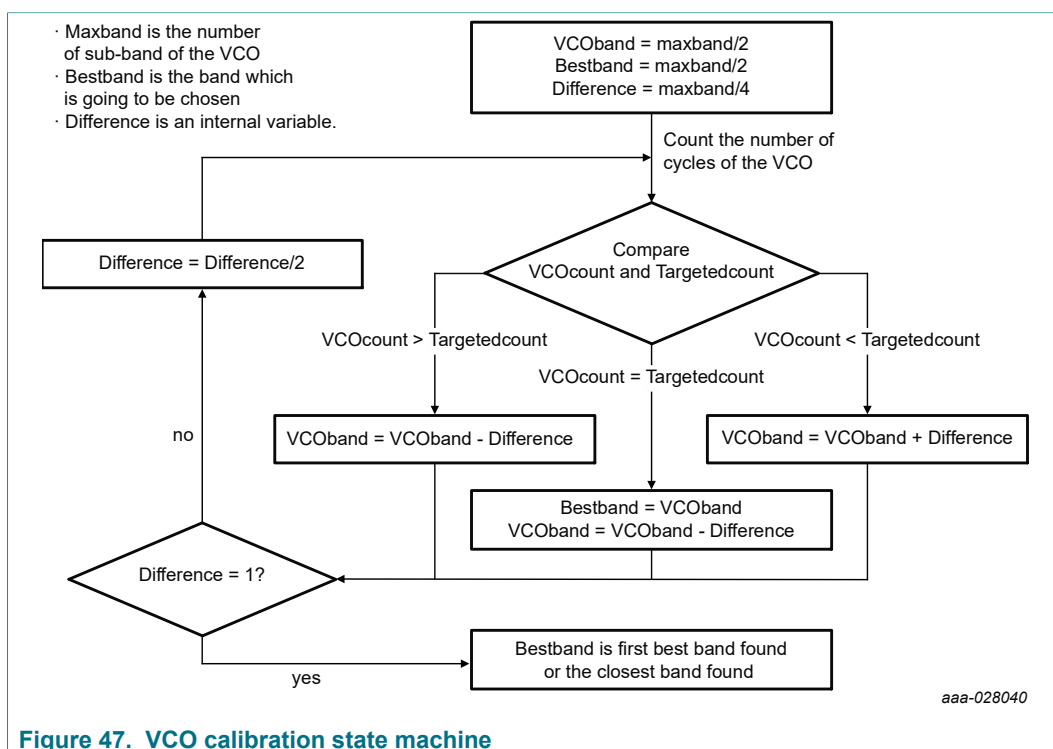 · Maxband is the number
of sub-band of the VCO
· Bestband is the band which
is going to be chosen
· Difference is an internal variable.
VCOband = maxband/2
Bestband = maxband/2
Difference = maxband/4
Count the number of
cycles of the VCO
Compare
VCOcount and Targetedcount
Difference = Difference/2
VCOcount > Targetedcount
VCOcount < Targetedcount
VCOcount = Targetedcount
no
VCOband = VCOband - Difference
VCOband = VCOband + Difference
Bestband = VCOband
VCOband = VCOband - Difference
Difference = 1?
yes
Bestband is first best band found
or the closest band found
aaa-028040
Figure 47. VCO calibration state machine